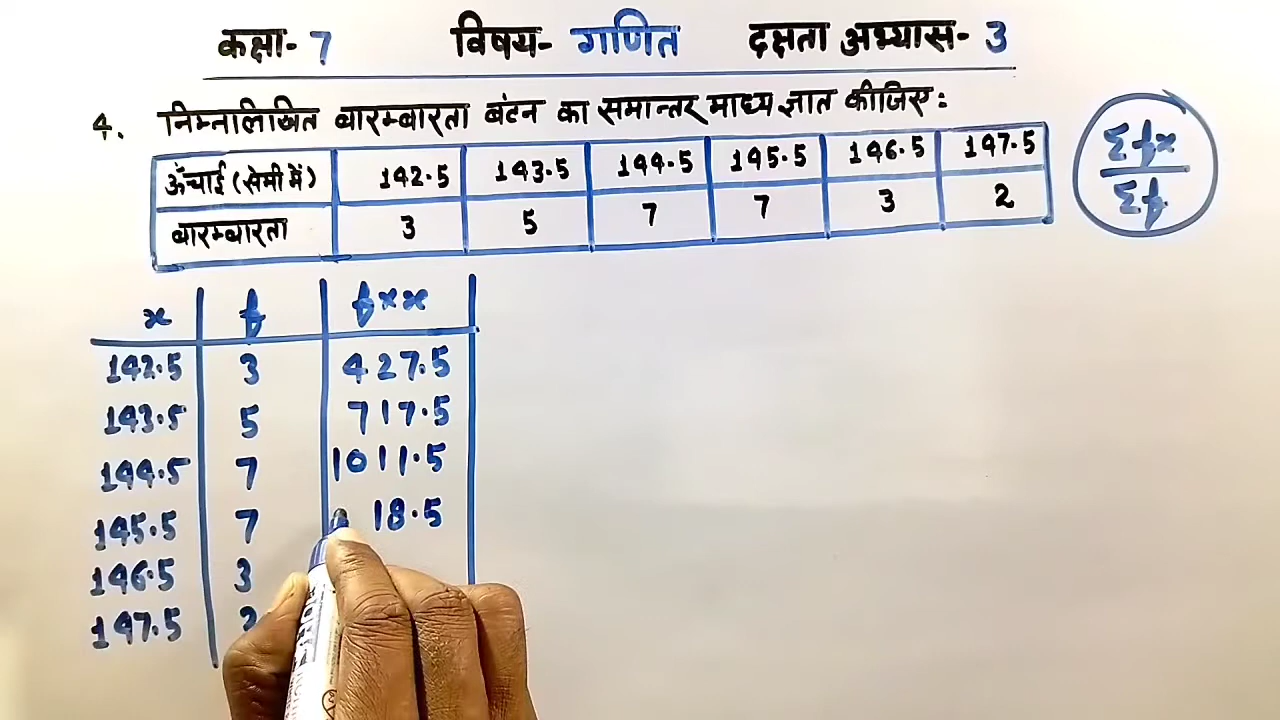 कक्षा- 7 विषय- गणित दक्षता अभ्यास- 3
4. निम्नलिखित बारम्बारता बंटन का समान्तर माध्य ज्ञात कीजिए :
ऊँचाई (सेमी में) 142.5 143.5 144.5 145.5 146.5 147.5
बारम्बारता 3 5 7 7 3 2
Σfx
Σf
x f f×x
142.5 3 427.5
143.5 5 717.5
144.5 7 1011.5
145.5 7 18.5
146.5 3
147.5